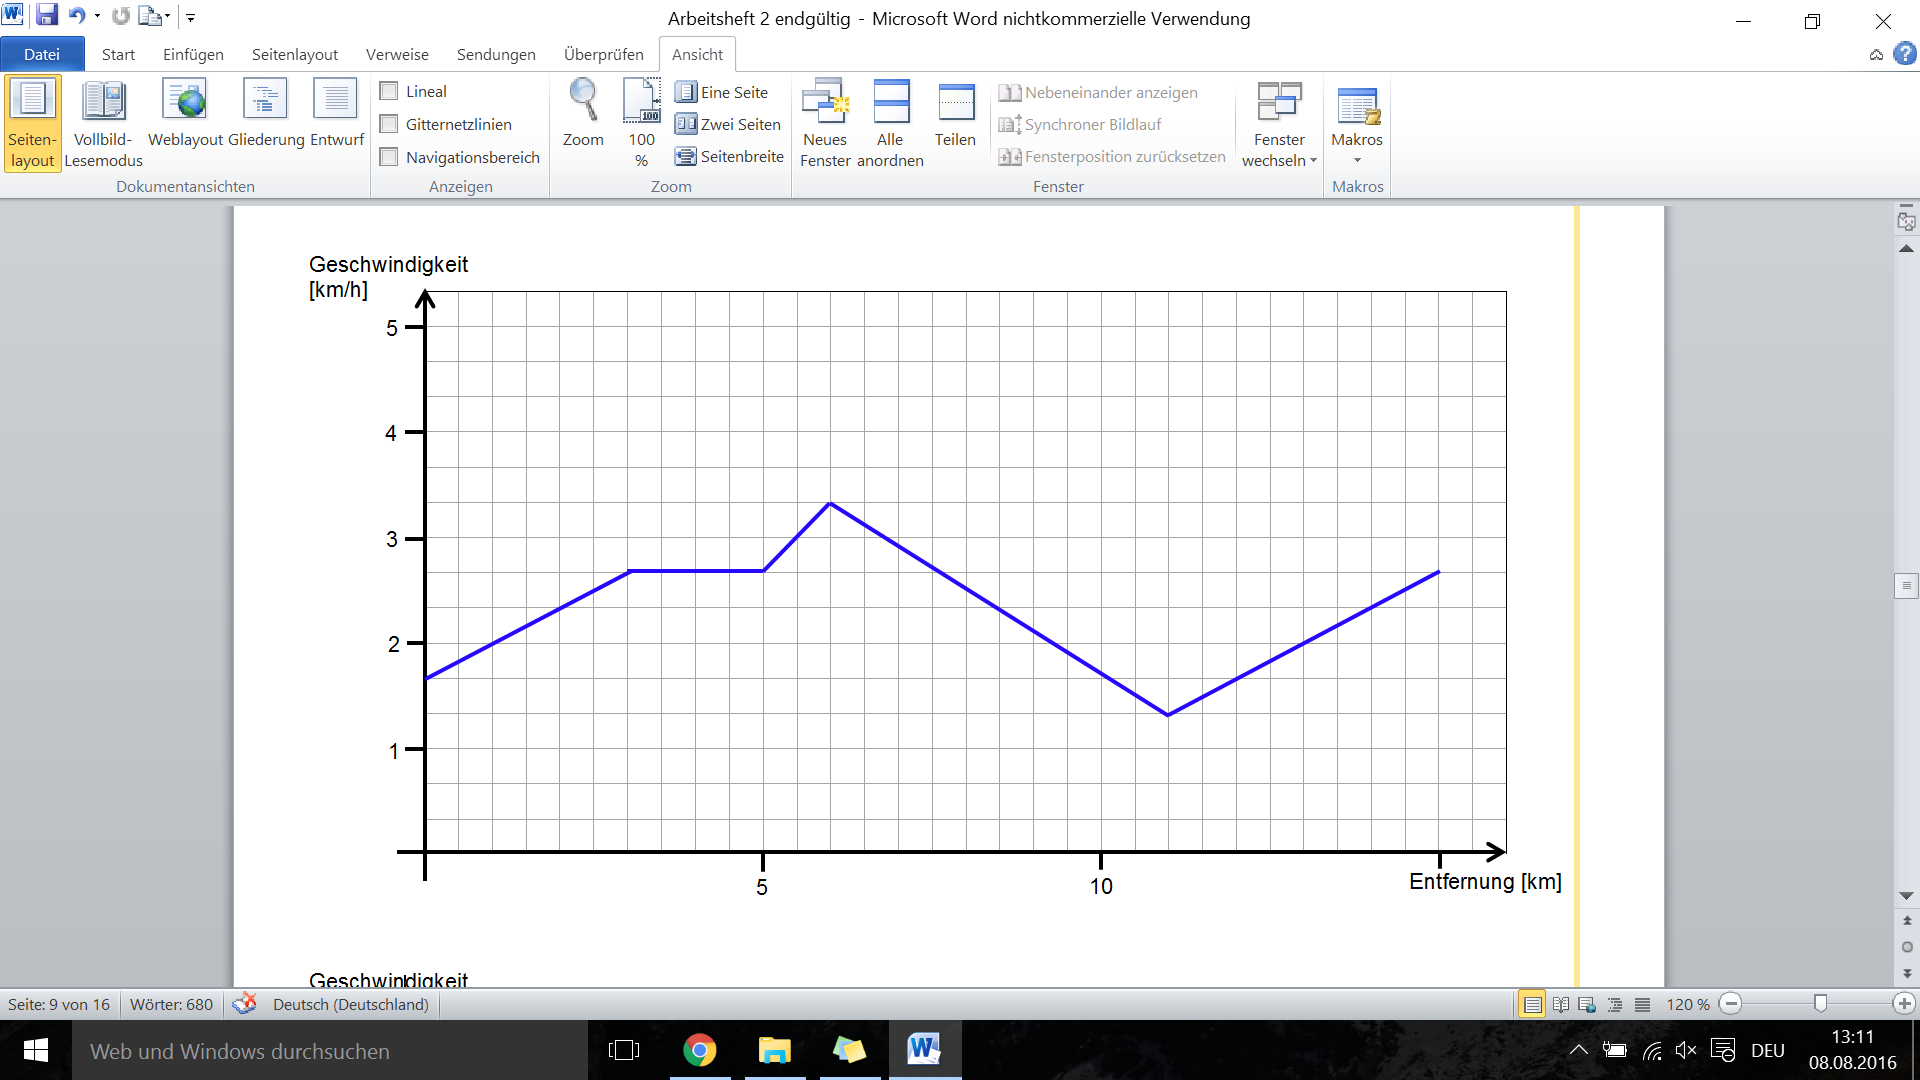 Arbeitsheft 2 endgültig - Microsoft Word nichtkommerzielle Verwendung
Datei Start Einfügen Seitenlayout Verweise Sendungen Überprüfen Ansicht
Seiten-
layout
Vollbild-
Lesemodus
Weblayout
Gliederung
Entwurf
Dokumentansichten
Lineal
Gitternetzlinien
Navigationsbereich
Anzeigen
Zoom
100
%
Eine Seite
Zwei Seiten
Seitenbreite
Zoom
Neues
Fenster
Alle
anordnen
Teilen
Nebeneinander anzeigen
Synchroner Bildlauf
Fensterposition zurücksetzen
Fenster
wechseln
Fenster
Makros
Makros
Geschwindigkeit
[km/h]
5
4
3
2
1
5
10
Entfernung [km]
Geschwindigkeit
Seite: 9 von 16 Wörter: 680 Deutsch (Deutschland) 120 %
Web und Windows durchsuchen
DEU
13:11
08.08.2016